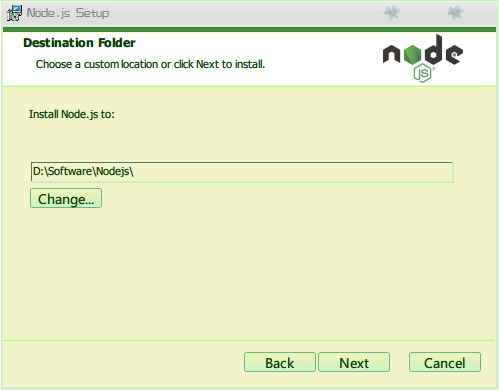 Node.js Setup
Destination Folder
Choose a custom location or click Next to install.
node
JS
Install Node.js to:
D:\Software\Nodejs\
Change...
Back
Next
Cancel